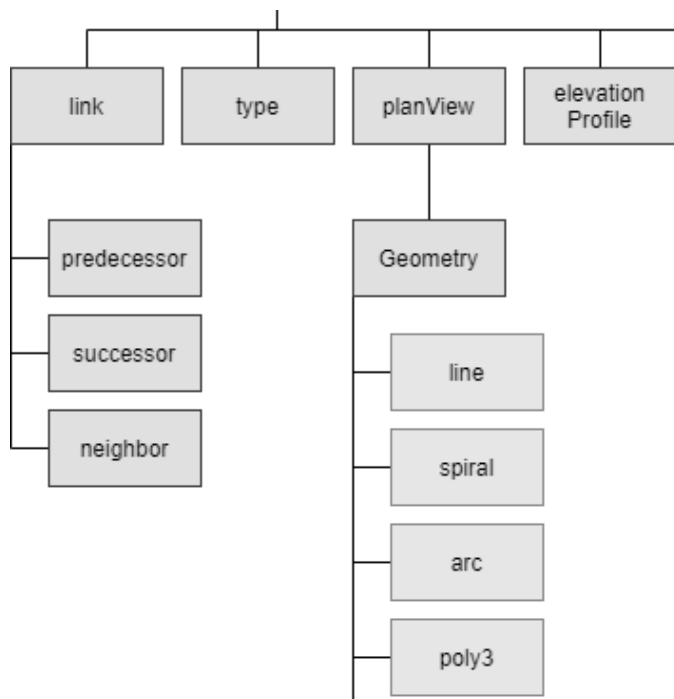 link
type
planView
elevation
Profile
predecessor
Geometry
successor
line
neighbor
spiral
arc
poly3